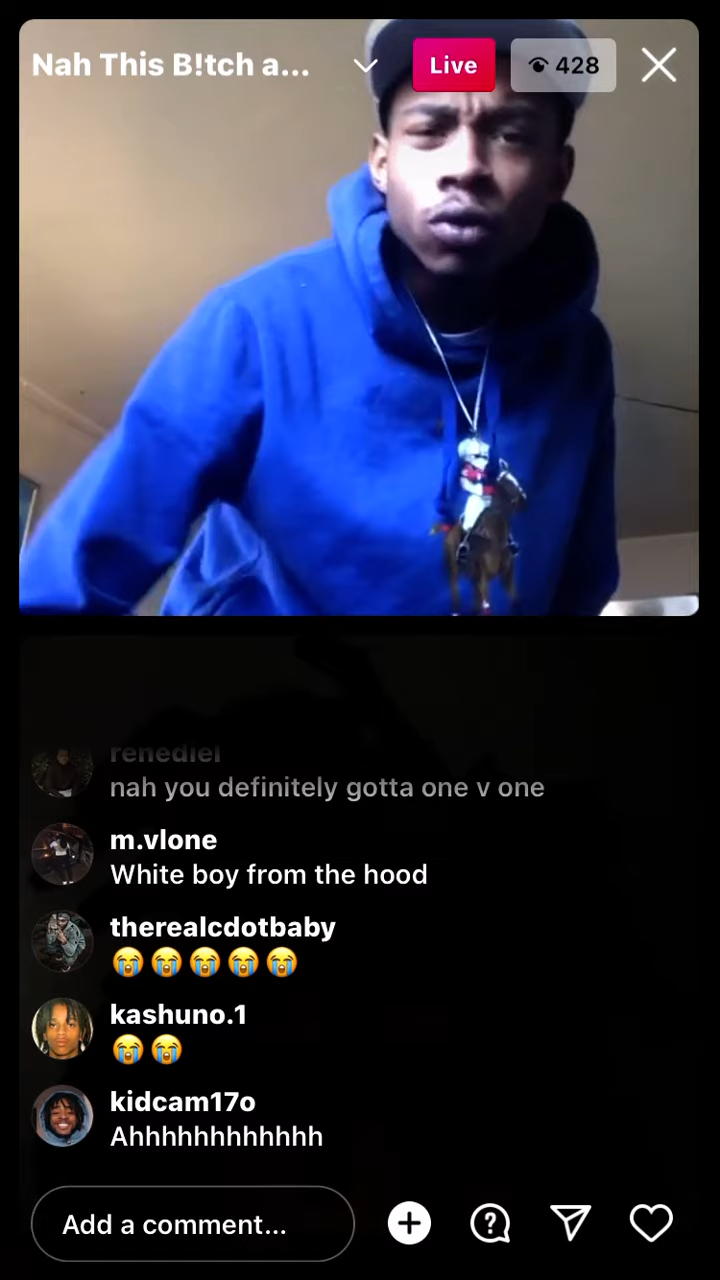 Nah This B!tch a...
Live
428
renediel
nah you definitely gotta one v one
m.vlone
White boy from the hood
therealcdotbaby
😭😭😭😭😭
kashuno.1
😭😭
kidcam17o
Ahhhhhhhhhhhh
Add a comment...